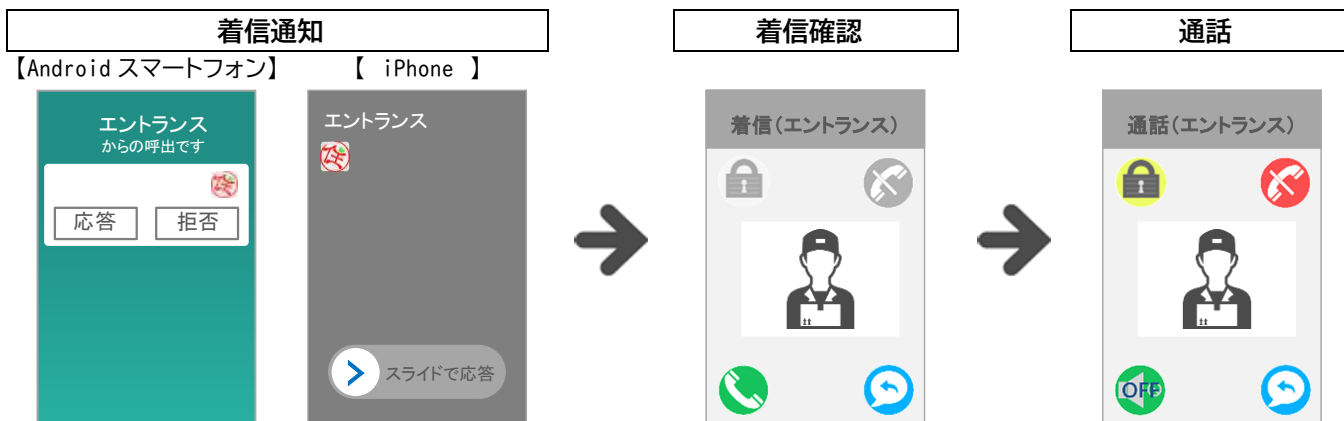 着信通知
着信確認
通話
【Android スマートフォン】
【 iPhone 】
エントランス
からの呼出です
住
応答
拒否
エントランス
住
スライドで応答
着信(エントランス)
通話(エントランス)
OFF